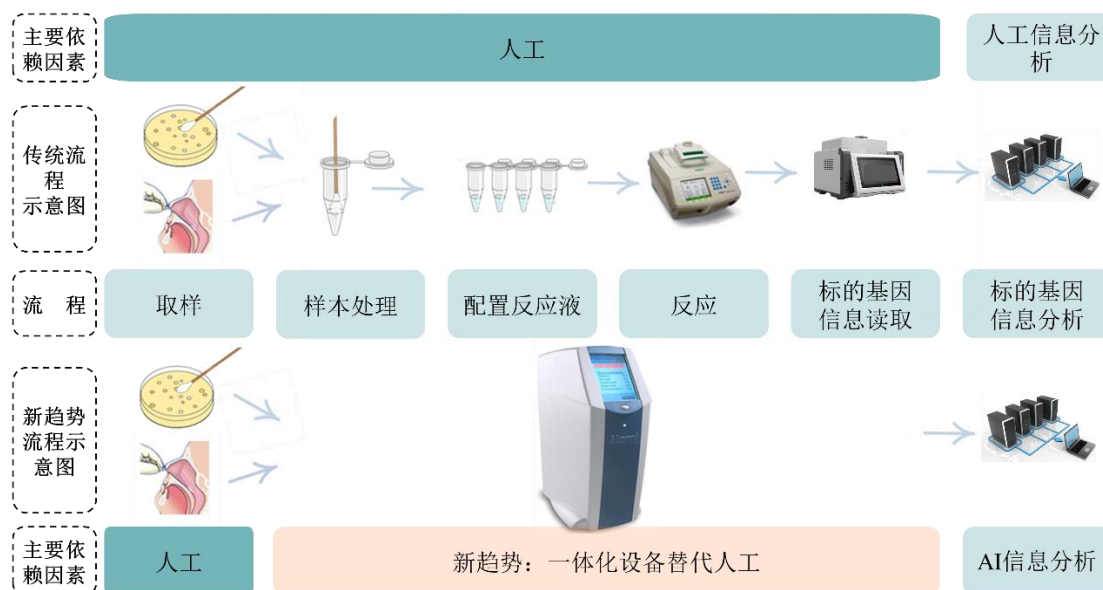 主要依
赖因素
人工
人工信息分
析
传统流
程
示意图
流 程
取样
样本处理
配置反应液
反应
标的基因
信息读取
标的基因
信息分析
新趋势
流程示
意图
主要依
赖因素
人工
新趋势：一体化设备替代人工
AI信息分析